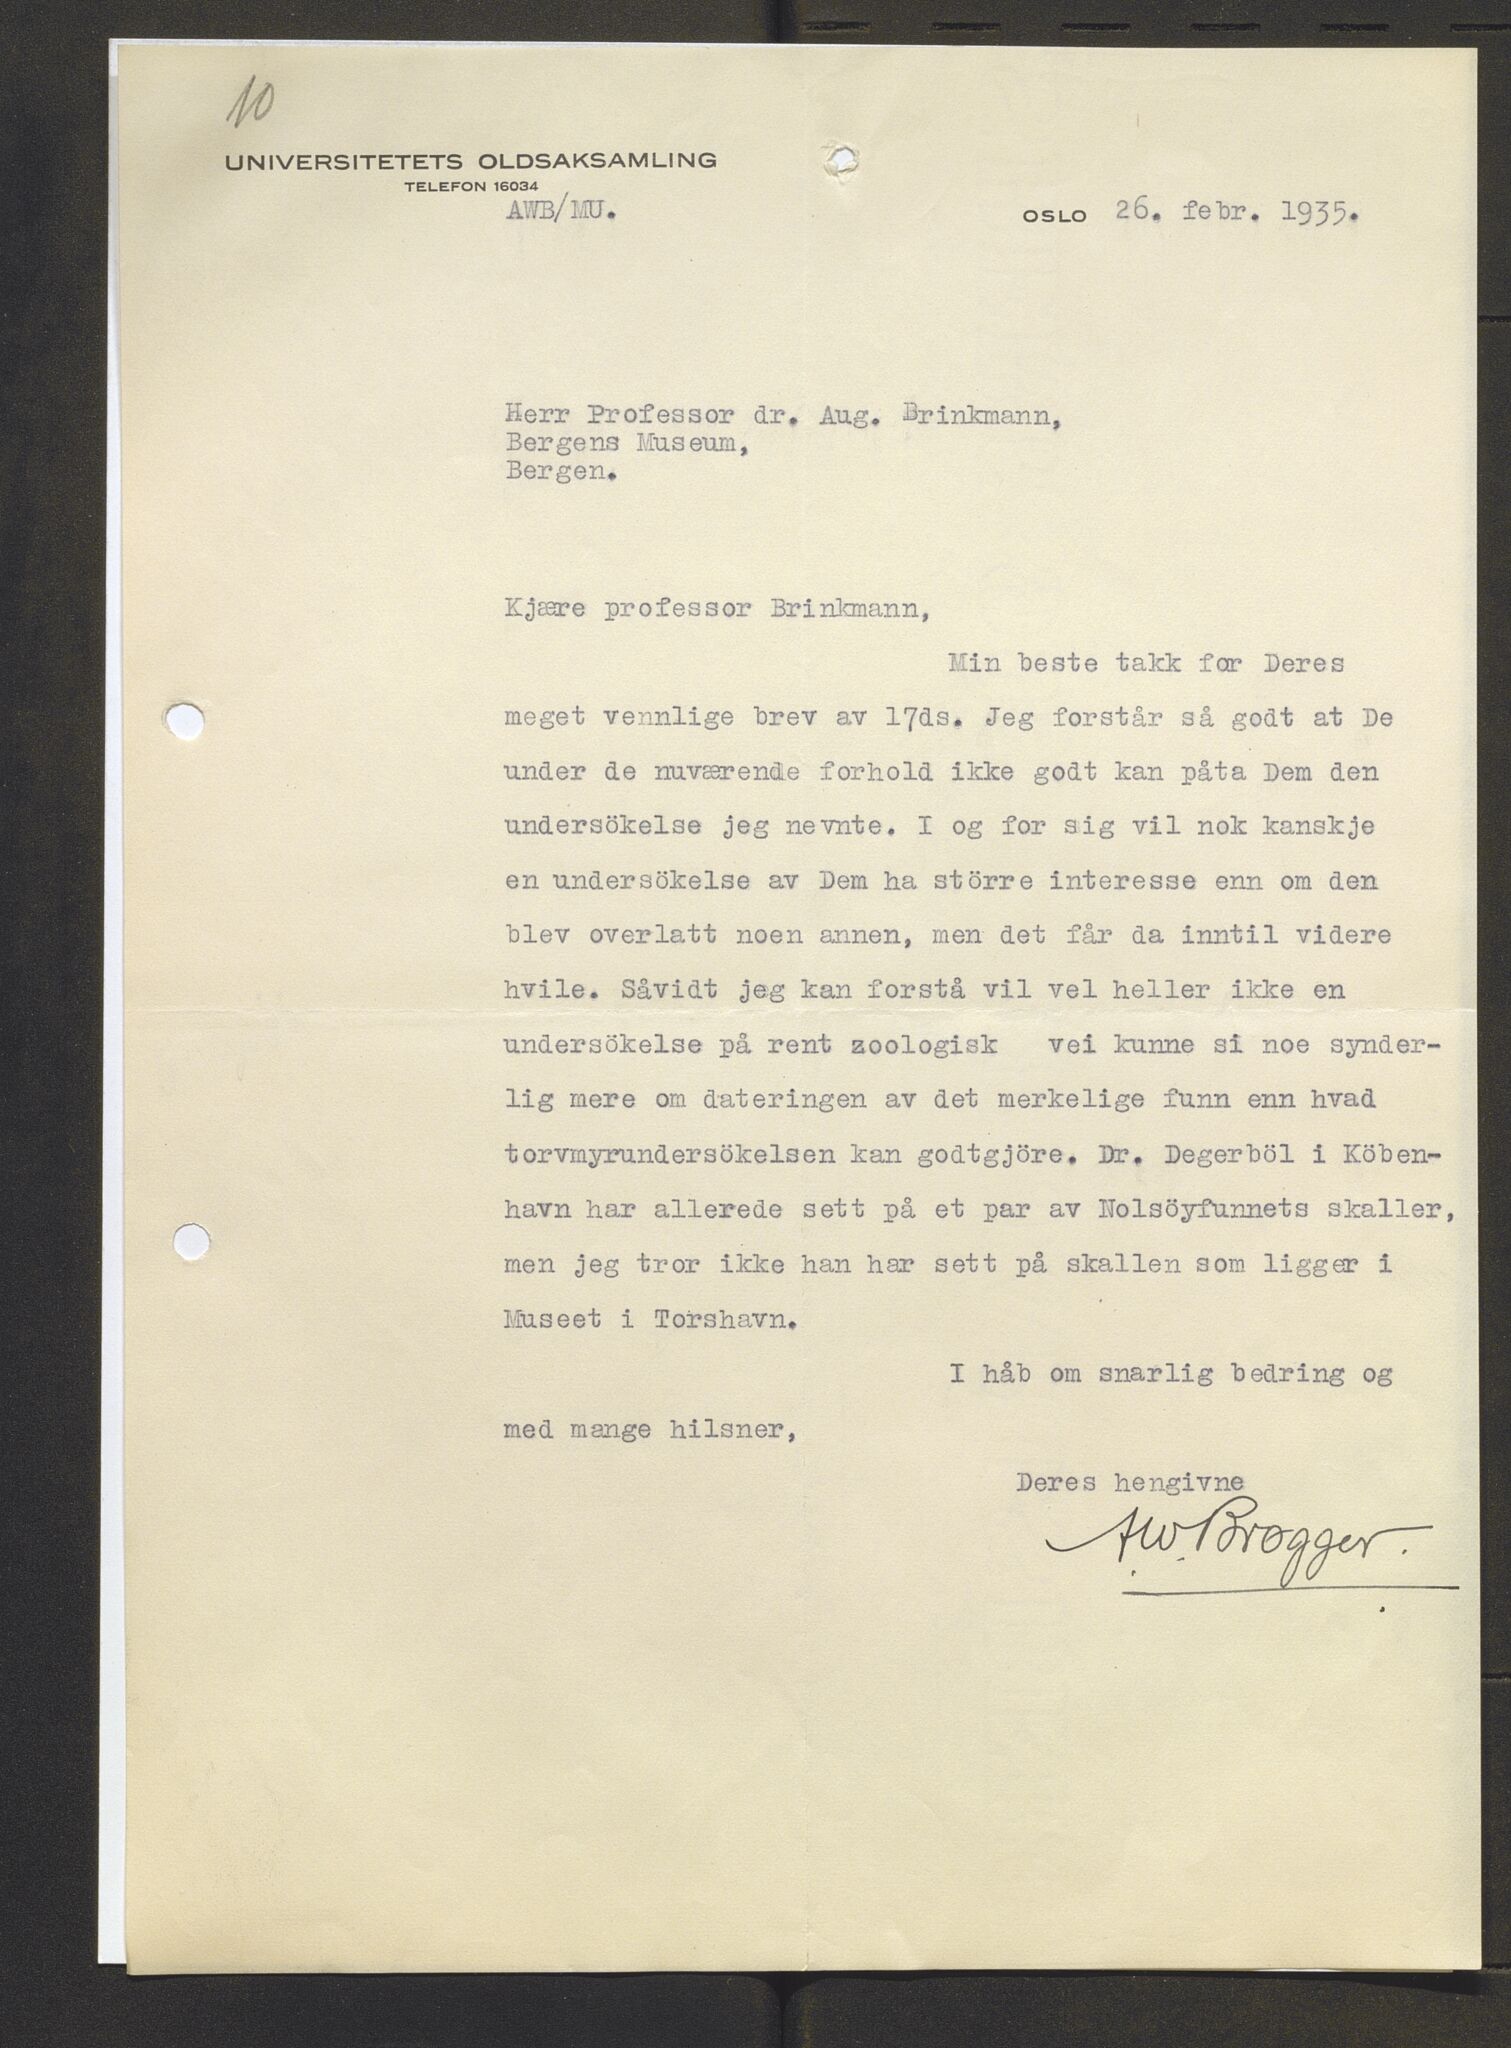 10
UNIVERSITETETS OLDSAKSAMLING
TELEFON 16034
AWB/MU.
OSLO 26. febr. 1935.
Herr Professor dr. Aug. Brinkmann,
Bergens Museum,
Bergen.
Kjære professor Brinkmann,
Min beste takk for Deres
meget vennlige brev av 17ds. Jeg forstår så godt at De
under de nuværende forhold ikke godt kan påta Dem den
undersökelse jeg nevnte. I og for sig vil nok kanskje
en undersökelse av Dem ha större interesse enn om den
blev overlatt noen annen, men det får da inntil videre
hvile. Såvidt jeg kan forstå vil vel heller ikke en
undersökelse på rent zoologisk vei kunne si noe synder-
lig mere om dateringen av det merkelige funn enn hvad
torvmyrundersökelsen kan godtgjöre. Dr. Degerböl i Köben-
havn har allerede sett på et par av Nolsöyfunnets skaller,
men jeg tror ikke han har sett på skallen som ligger i
Museet i Torshavn.
I håb om snarlig bedring og
med mange hilsner,
Deres hengivne
A.W. Brøgger.